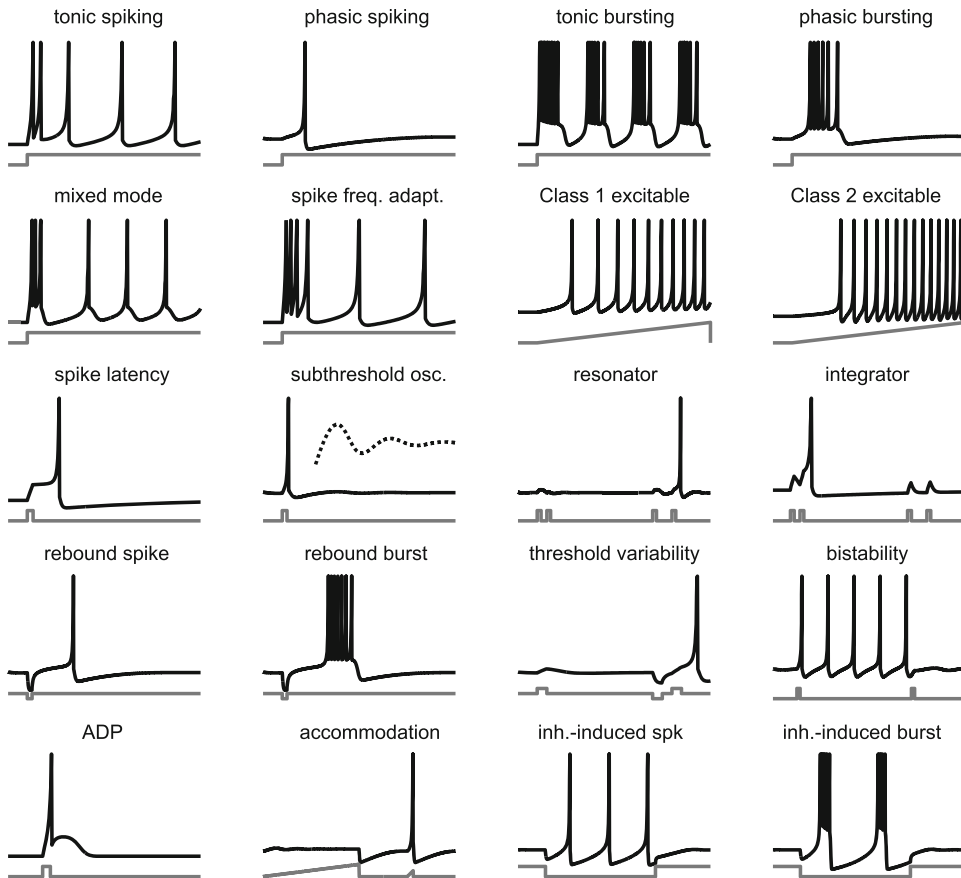 tonic spiking
phasic spiking
tonic bursting
phasic bursting
mixed mode
spike freq. adapt.
Class 1 excitable
Class 2 excitable
spike latency
subthreshold osc.
resonator
integrator
rebound spike
rebound burst
threshold variability
bistability
ADP
accommodation
inh.-induced spk
inh.-induced burst